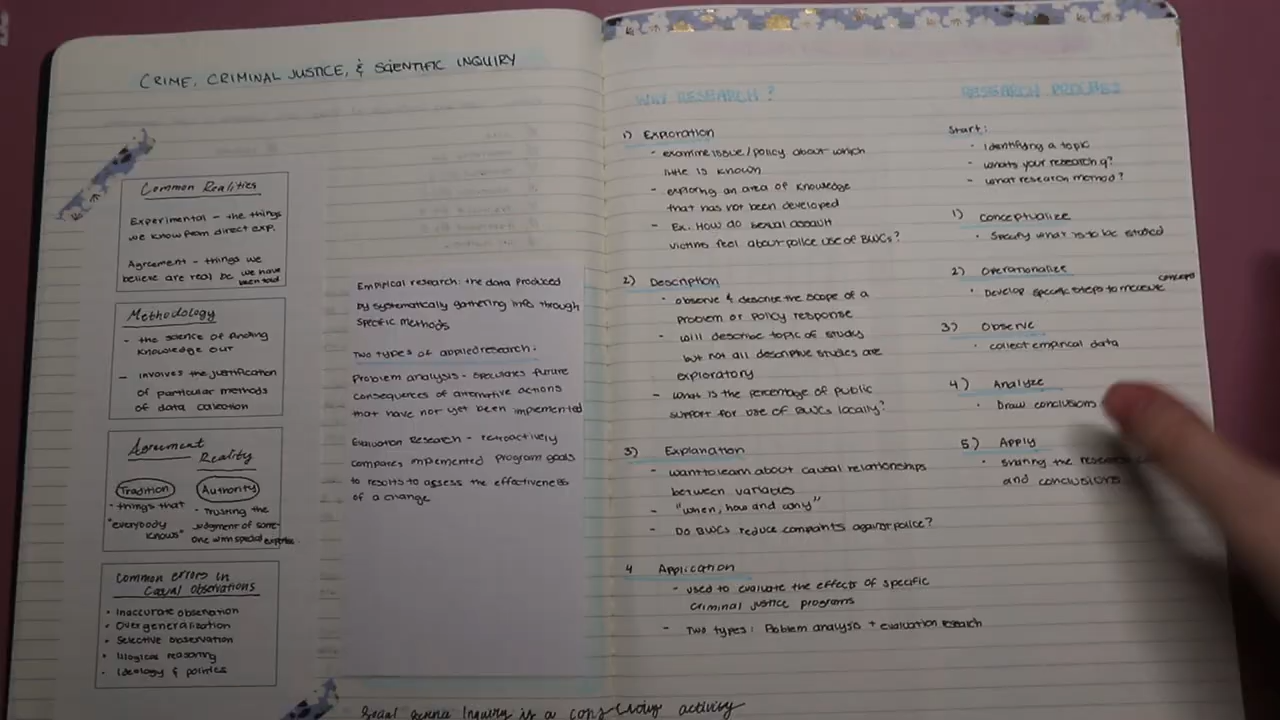 CRIME, CRIMINAL JUSTICE, & SCIENTIFIC INQUIRY
Common Realities
Experimental - the things
we know from direct exp.
Agreement - things we
believe are real bc we have
been told
Methodology
- the science of finding
knowledge out
- involves the justification
of particular methods
of data collection
Agreement
Reality
Tradition
· things that
"everybody
knows"
Authority
· Trusting the
judgment of some-
one with special expertise
Common errors in
Casual Observations
· Inaccurate observation
· Overgeneralization
· Selective observation
· Illogical reasoning
· Ideology & politics
Empirical research: the data produced
by systematically gathering info through
specific methods
Two types of applied research:
Problem analysis - speculates future
consequences of alternative actions
that have not yet been implemented
Evaluation Research - retroactively
compares implemented program goals
to results to assess the effectiveness
of a change
Social Science Inquiry is a activity
WHY RESEARCH?
1) Exploration
- examine issue/policy about which
little is known
- exploring an area of knowledge
that has not been developed
- Ex. How do sexual assault
victims feel about police use of BWCs?
2) Description
· observe & describe the scope of a
problem or policy response
- will describe topic of study
but not all descriptive studies are
exploratory
- what is the percentage of public
support for use of BWCs locally?
3) Explanation
- want to learn about causal relationships
between variables
- "when, how and why"
- Do BWCs reduce complaints against police?
4 Application
- used to evaluate the effects of specific
criminal justice programs
- Two types: Problem analysis + evaluation research
RESEARCH PROCESS
Start:
· Identifying a topic
- whats your research q?
- what research method?
1) Conceptualize
· Specify what is to be studied
2) Operationalize
· Develop specific steps to measure concepts
3) Observe
· collect empirical data
4) Analyze
· Draw conclusions
5) Apply
· sharing the research
and conclusions